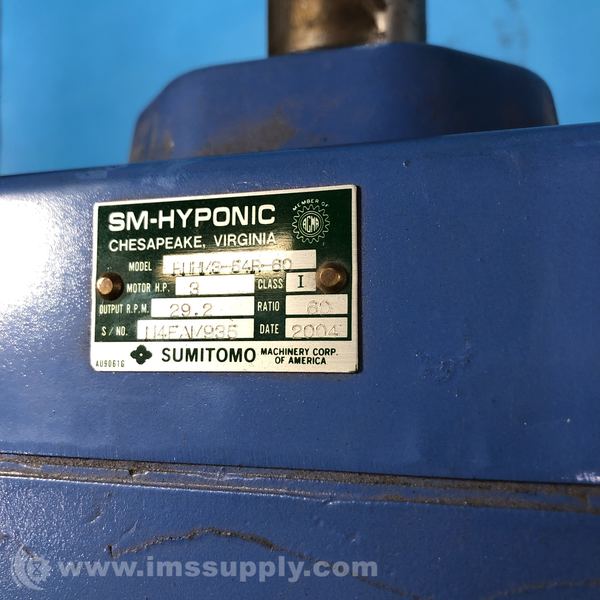 SM-HYPONIC
MEMBER OF
AGMA
CHESAPEAKE, VIRGINIA
MODEL
MOTOR H.P. 3 CLASS I
OUTPUT R.P.M. 29.2 RATIO 60
S/NO. DATE 2004
AU9061G SUMITOMO MACHINERY CORP.
OF AMERICA
www.imssupply.com